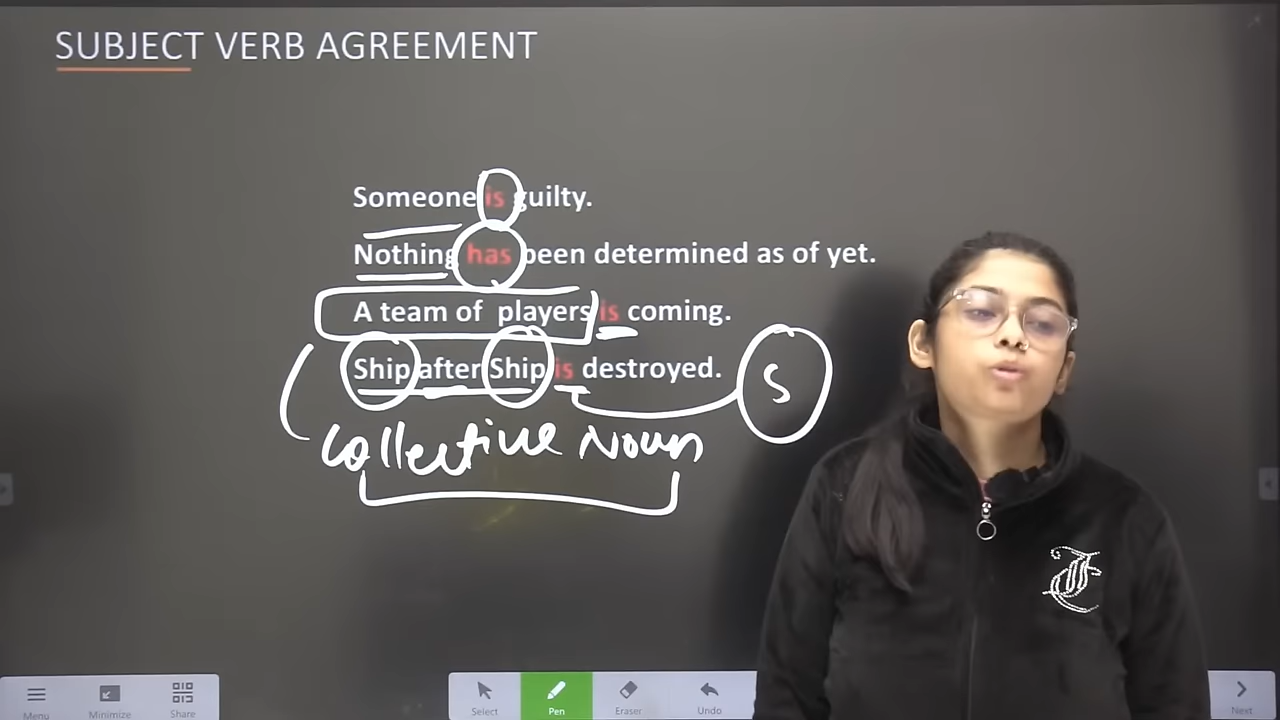 SUBJECT VERB AGREEMENT
Someone is guilty.
Nothing has been determined as of yet.
A team of players is coming.
Ship after Ship is destroyed.
S
Collective Noun
Menu
Minimize
Share
Select
Pen
Eraser
Undo
Next